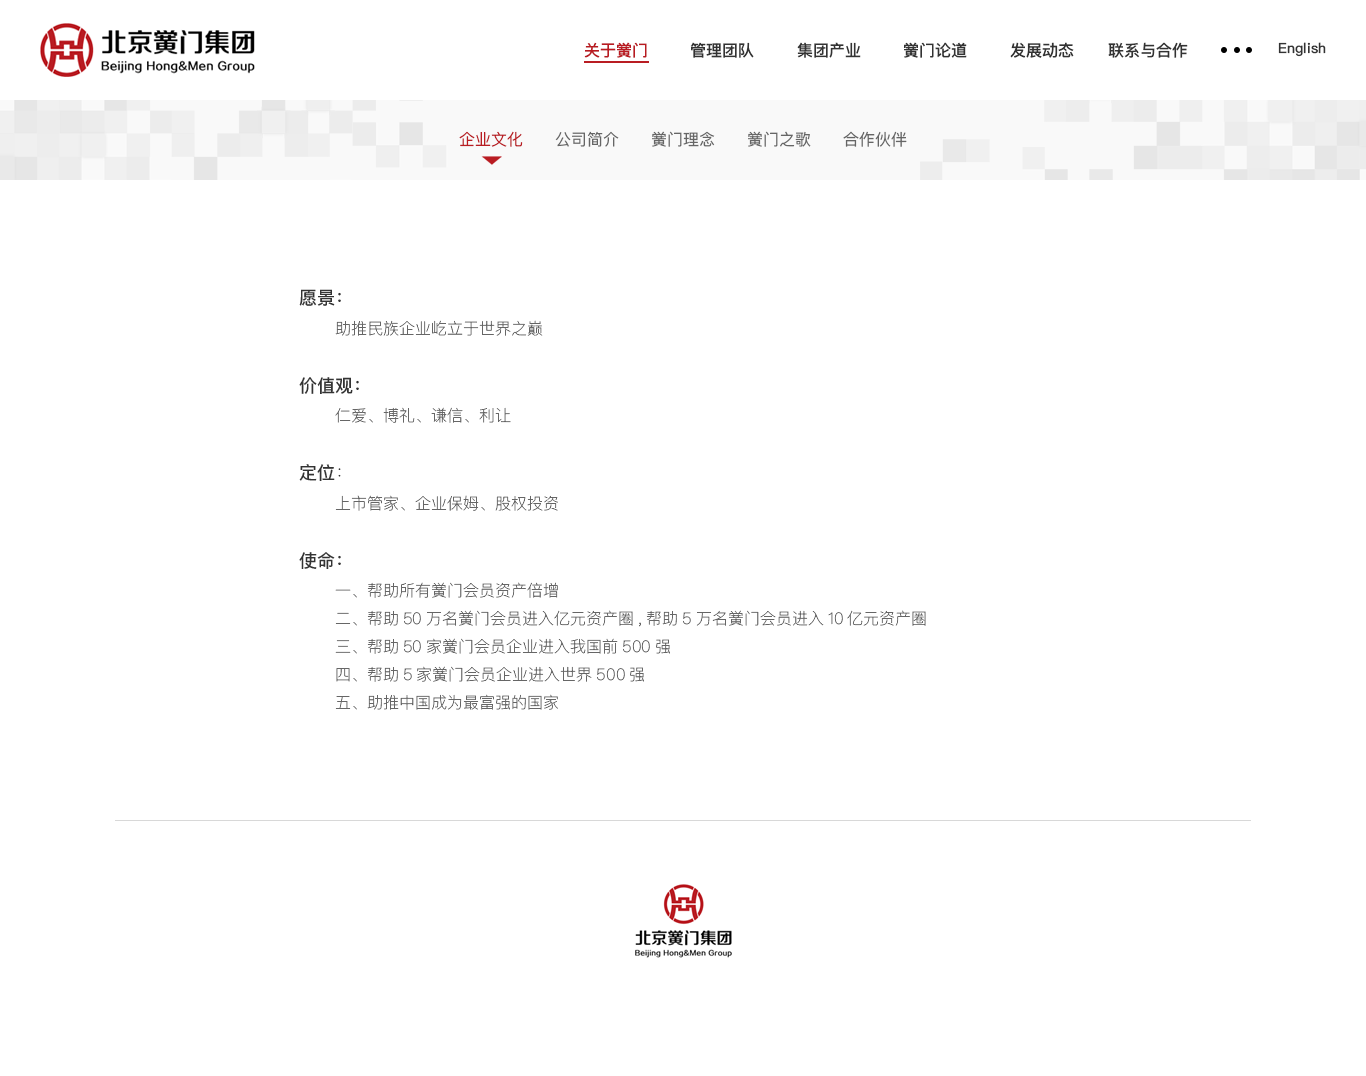 北京黉门集团
Beijing Hong&Men Group
关于黉门 管理团队 集团产业 黉门论道 发展动态 联系与合作 ••• English
企业文化 公司简介 黉门理念 黉门之歌 合作伙伴
愿景：
助推民族企业屹立于世界之巅
价值观：
仁爱、博礼、谦信、利让
定位：
上市管家、企业保姆、股权投资
使命：
一、帮助所有黉门会员资产倍增
二、帮助 50 万名黉门会员进入亿元资产圈 , 帮助 5 万名黉门会员进入 10 亿元资产圈
三、帮助 50 家黉门会员企业进入我国前 500 强
四、帮助 5 家黉门会员企业进入世界 500 强
五、助推中国成为最富强的国家
北京黉门集团
Beijing Hong&Men Group